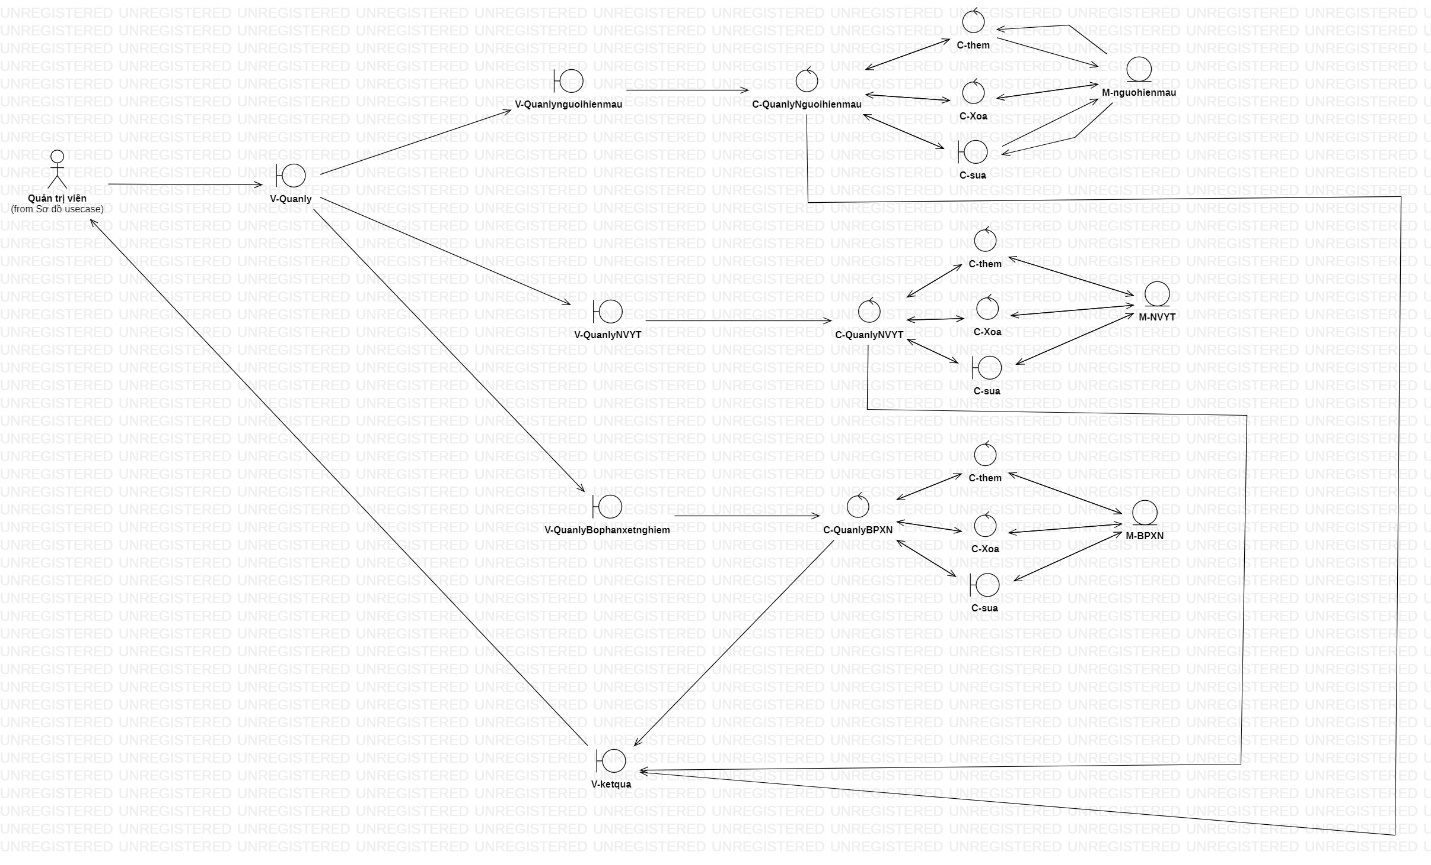 C-them
V-Quanlynguoihienmau
C-QuanlyNguoihienmau
C-Xoa
M-nguohienmau
C-sua
Quản trị viên
(from Sơ đồ usecase)
V-Quanly
C-them
V-QuanlyNVYT
C-QuanlyNVYT
C-Xoa
M-NVYT
C-sua
C-them
V-QuanlyBophanxetnghiem
C-QuanlyBPXN
C-Xoa
M-BPXN
C-sua
V-ketqua
UNREGISTERED